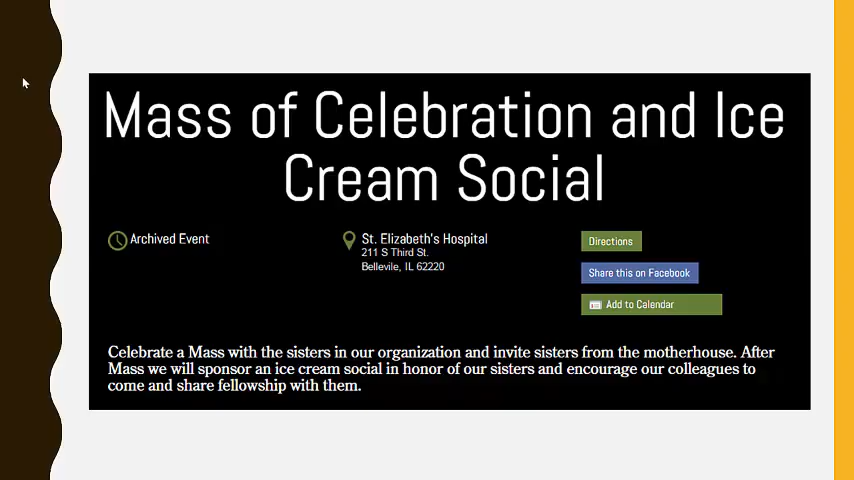 Mass of Celebration and Ice
Cream Social
Archived Event
St. Elizabeth's Hospital
211 S Third St.
Bellevile, IL 62220
Directions
Share this on Facebook
Add to Calendar
Celebrate a Mass with the sisters in our organization and invite sisters from the motherhouse. After
Mass we will sponsor an ice cream social in honor of our sisters and encourage our colleagues to
come and share fellowship with them.